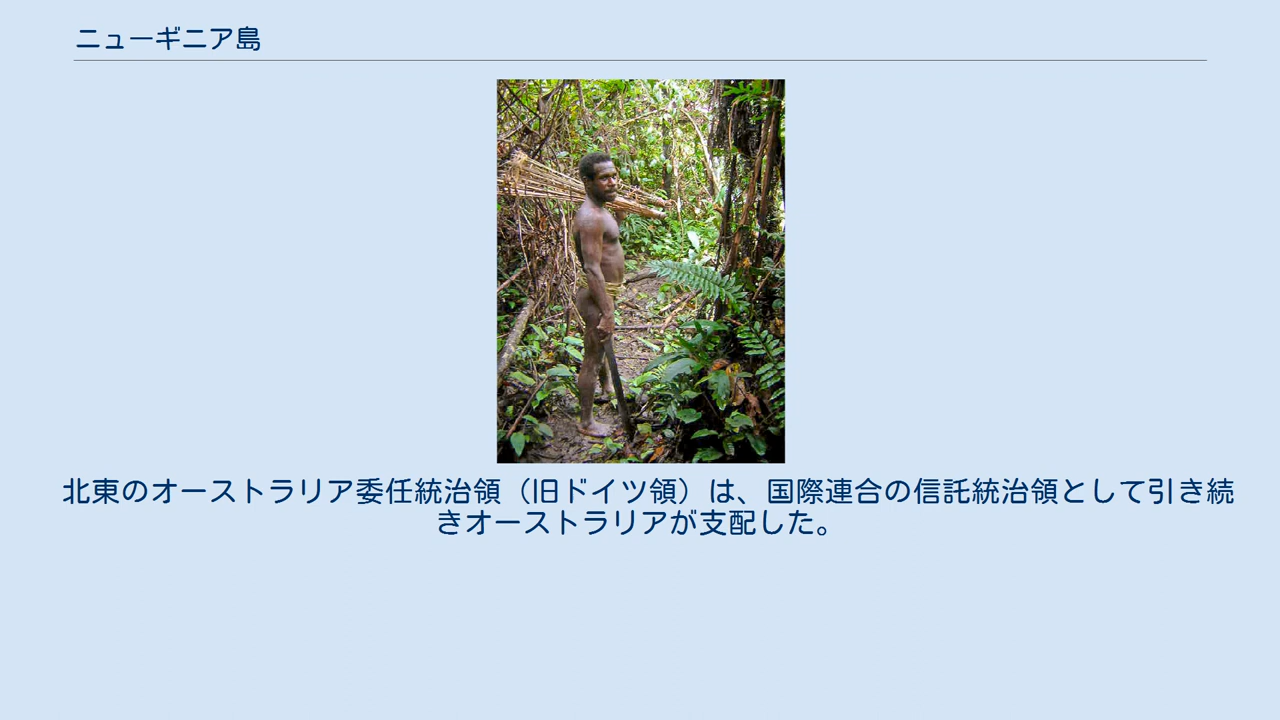 ニューギニア島
北東のオーストラリア委任統治領（旧ドイツ領）は、国際連合の信託統治領として引き続
きオーストラリアが支配した。